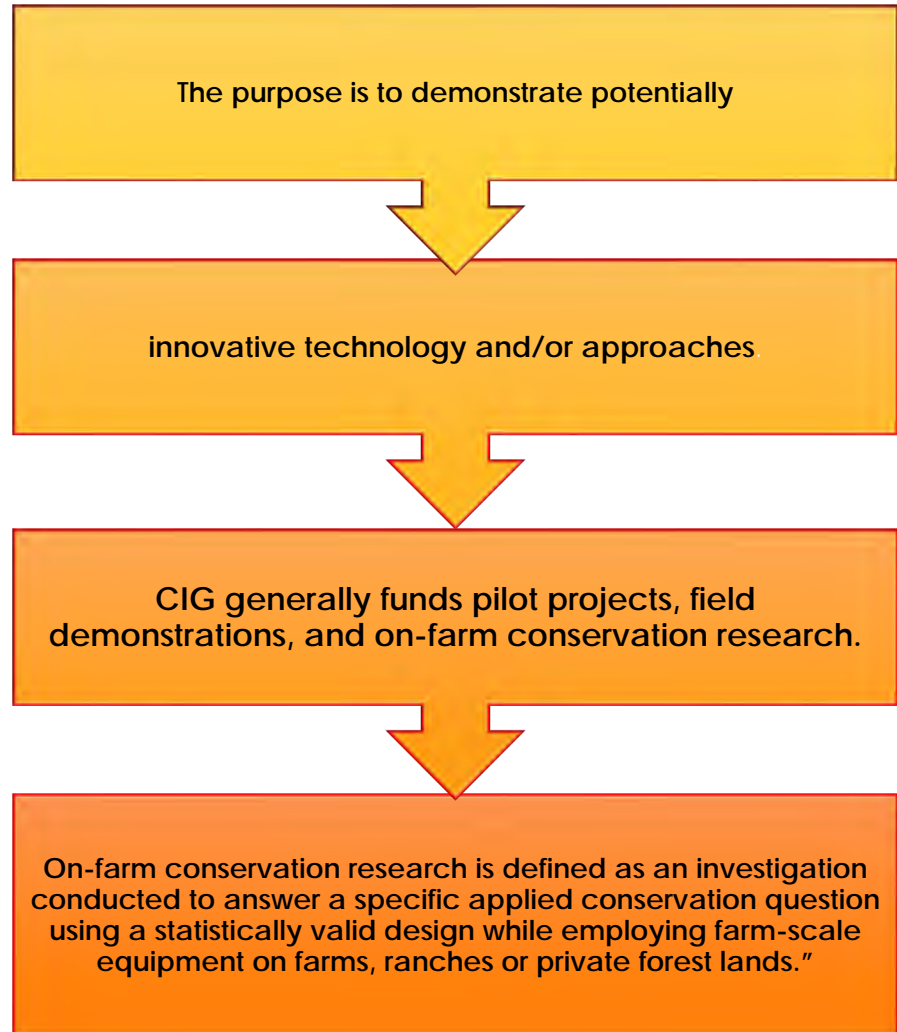 The purpose is to demonstrate potentially
innovative technology and/or approaches.
CIG generally funds pilot projects, field
demonstrations, and on-farm conservation research.
On-farm conservation research is defined as an investigation
conducted to answer a specific applied conservation question
using a statistically valid design while employing farm-scale
equipment on farms, ranches or private forest lands.”